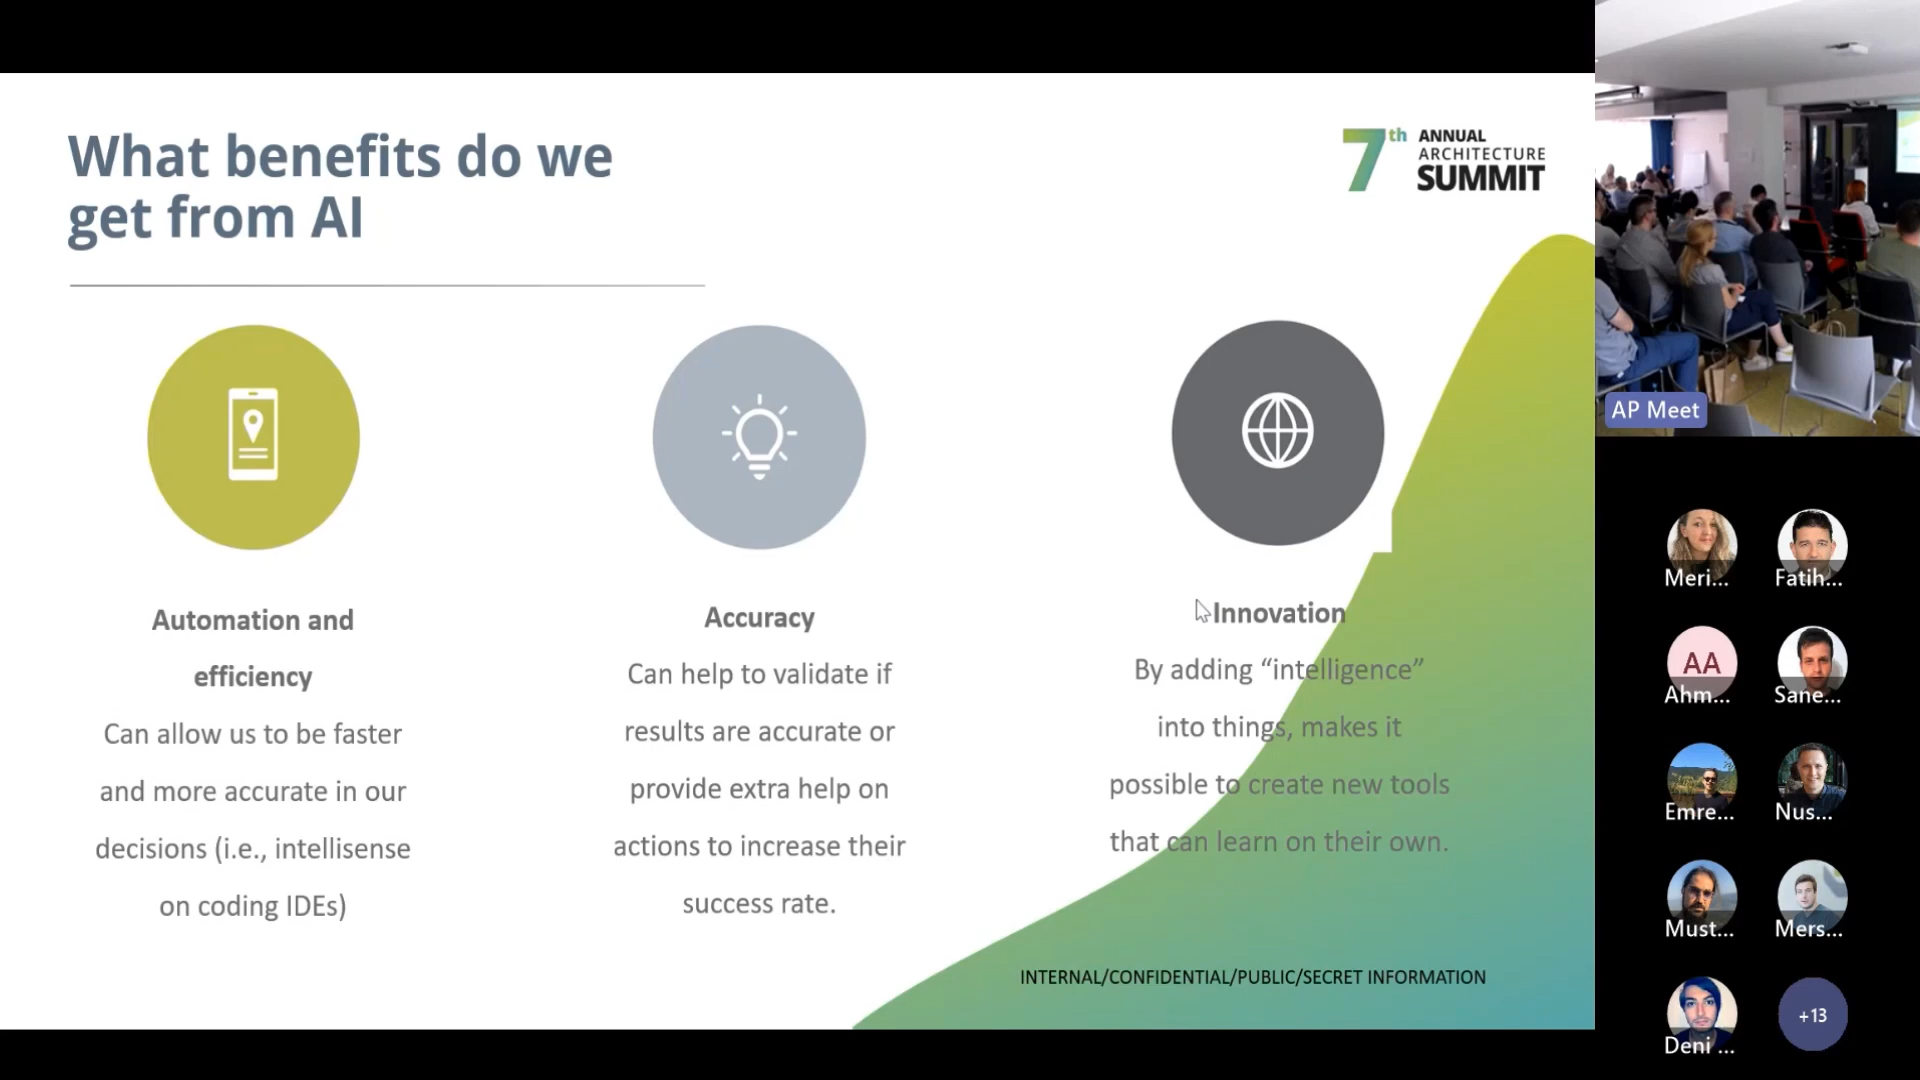 What benefits do we
get from AI
7th
ANNUAL
ARCHITECTURE
SUMMIT
Automation and
efficiency
Can allow us to be faster
and more accurate in our
decisions (i.e., intellisense
on coding IDEs)
Accuracy
Can help to validate if
results are accurate or
provide extra help on
actions to increase their
success rate.
Innovation
By adding “intelligence”
into things, makes it
possible to create new tools
that can learn on their own.
INTERNAL/CONFIDENTIAL/PUBLIC/SECRET INFORMATION
AP Meet
Meri...
Fatih...
AA
Ahm...
Sane...
Emre...
Nus...
Must...
Mers...
Deni ...
+13